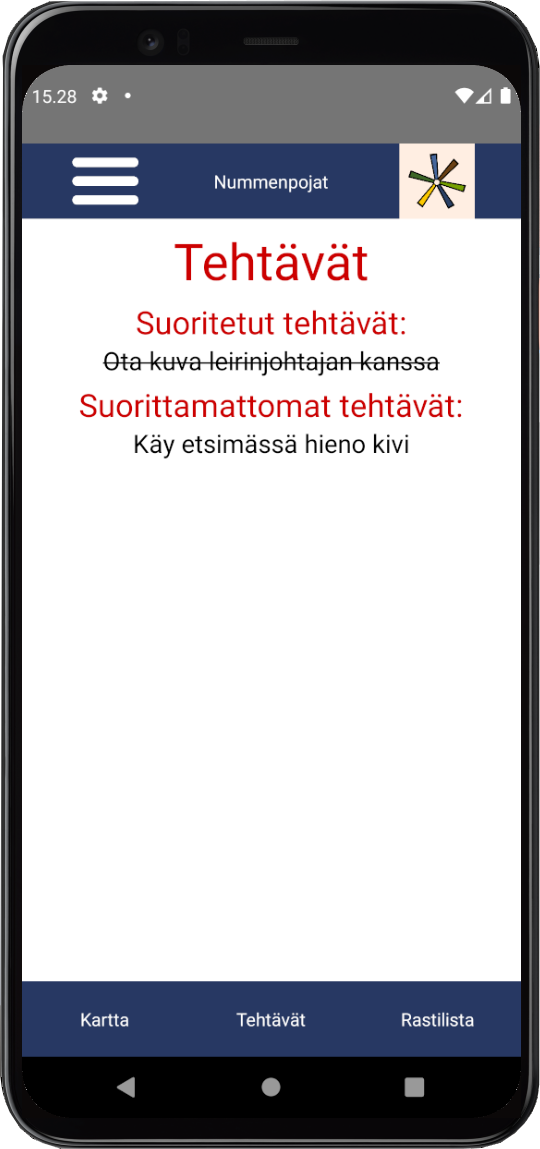 15.28
Nummenpojat
Tehtävät
Suoritetut tehtävät:
Ota kuva leirinjohtajan kanssa
Suorittamattomat tehtävät:
Käy etsimässä hieno kivi
Kartta Tehtävät Rastilista